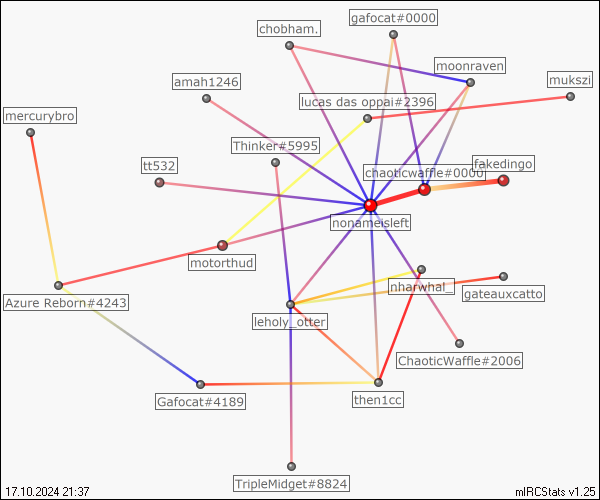 gafocat#0000
chobham.
moonraven
amah1246
mukszi
lucas das oppai#2396
mercurybro
Thinker#5995
fakedingo
chaoticwaffle#0000
tt532
nonameisleft
motorthud
nharwhal_
gateauxcatto
Azure Reborn#4243
leholy_otter
ChaoticWaffle#2006
Gafocat#4189
then1cc
TripleMidget#8824
17.10.2024 21:37
mIRCStats v1.25